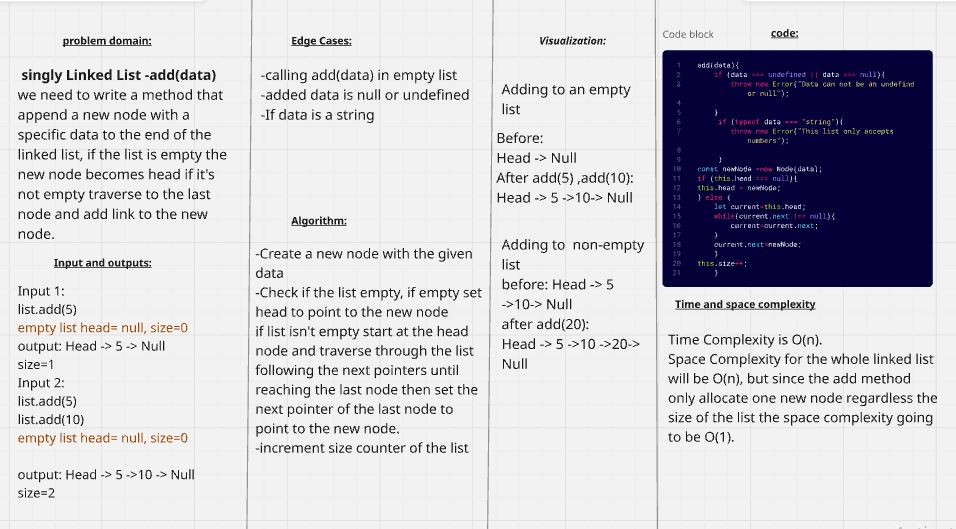 problem domain:
singly Linked List -add(data)
we need to write a method that
append a new node with a
specific data to the end of the
linked list, if the list is empty the
new node becomes head if it's
not empty traverse to the last
node and add link to the new
node.
Input and outputs:
Input 1:
list.add(5)
empty list head= null, size=0
output: Head -> 5 -> Null
size=1
Input 2:
list.add(5)
list.add(10)
empty list head= null, size=0
output: Head -> 5 ->10 -> Null
size=2
Edge Cases:
-calling add(data) in empty list
-added data is null or undefined
-If data is a string
Algorithm:
-Create a new node with the given
data
-Check if the list empty, if empty set
head to point to the new node
if list isn't empty start at the head
node and traverse through the list
following the next pointers until
reaching the last node then set the
next pointer of the last node to
point to the new node.
-increment size counter of the list
Visualization:
Adding to an empty
list
Before:
Head -> Null
After add(5) ,add(10):
Head -> 5 ->10-> Null
Adding to  non-empty
list
before: Head -> 5
->10-> Null
after add(20):
Head -> 5 ->10 ->20->
Null
Code block
code:
1 add(data){
2 if (data === undefined || data === null){
3 throw new Error("Data can not be an undefind
or null");
4
5 }
6 if (typeof data === "string"){
7 throw new Error("This list only accepts
numbers");
8
9 }
10 const newNode =new Node(data);
11 if (this.head === null){
12 this.head = newNode;
13 } else {
14 let current=this.head;
15 while(current.next !== null){
16 current=current.next;
17 }
18 current.next=newNode;
19 }
20 this.size++;
21 }
Time and space complexity
Time Complexity is O(n).
Space Complexity for the whole linked list
will be O(n), but since the add method
only allocate one new node regardless the
size of the list the space complexity going
to be O(1).